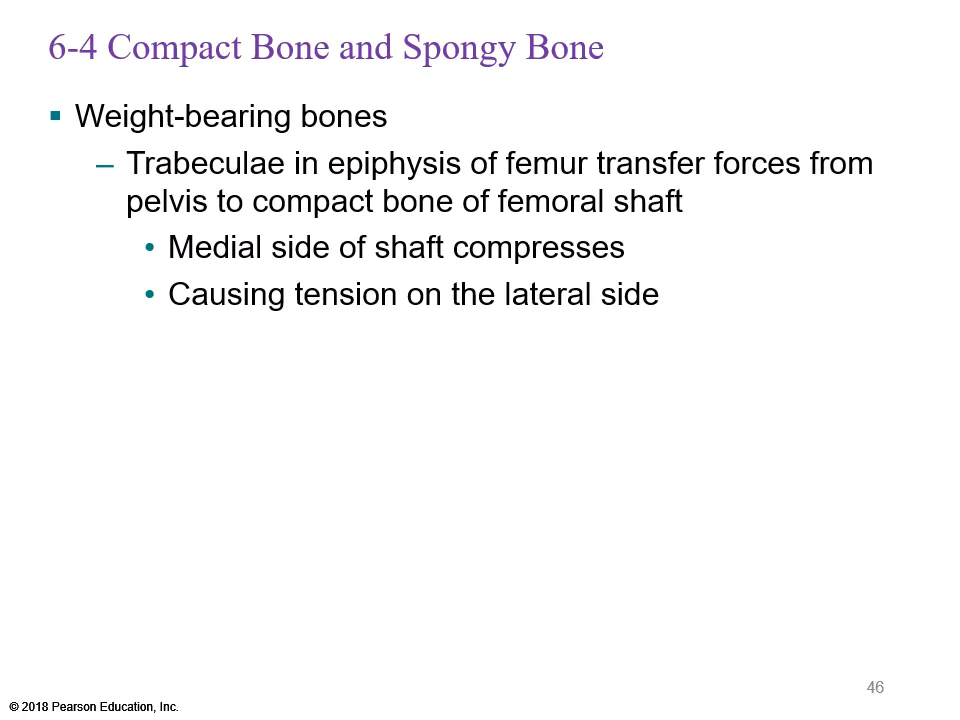 6-4 Compact Bone and Spongy Bone
▪ Weight-bearing bones
– Trabeculae in epiphysis of femur transfer forces from
pelvis to compact bone of femoral shaft
• Medial side of shaft compresses
• Causing tension on the lateral side
46
© 2018 Pearson Education, Inc.